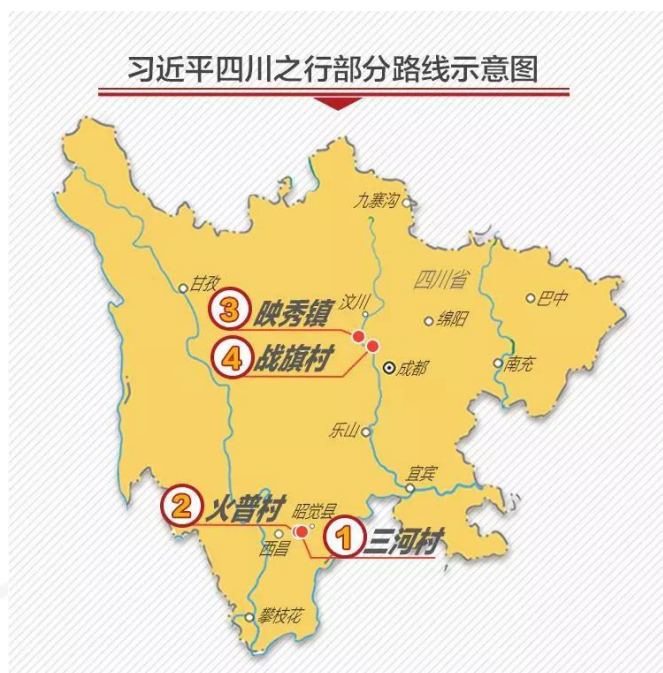 习近平四川之行部分路线示意图
九寨沟
四川省
甘孜
巴中
汶川
3 映秀镇
绵阳
4 战旗村
成都
南充
乐山
宜宾
2 火普村
昭觉县
1 三河村
西昌
攀枝花